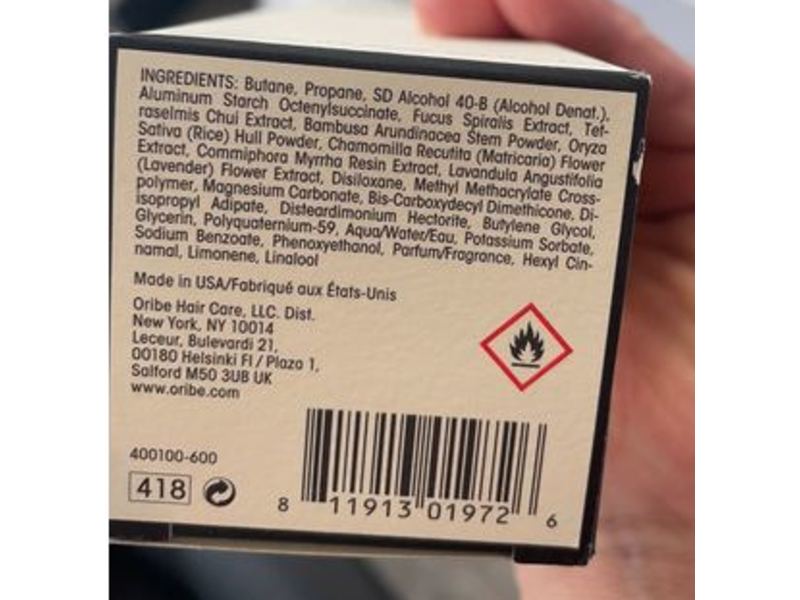 INGREDIENTS: Butane, Propane, SD Alcohol 40-B (Alcohol Denat.),
Aluminum Starch Octenylsuccinate, Fucus Spiralis Extract, Tet-
raselmis Chui Extract, Bambusa Arundinacea Stem Powder, Oryza
Sativa (Rice) Hull Powder, Chamomilla Recutita (Matricaria) Flower
Extract, Commiphora Myrrha Resin Extract, Lavandula Angustifolia
(Lavender) Flower Extract, Disiloxane, Methyl Methacrylate Cross-
polymer, Magnesium Carbonate, Bis-Carboxydecyl Dimethicone, Di-
isopropyl Adipate, Disteardimonium Hectorite, Butylene Glycol,
Glycerin, Polyquaternium-59, Aqua/Water/Eau, Potassium Sorbate,
Sodium Benzoate, Phenoxyethanol, Parfum/Fragrance, Hexyl Cin-
namal, Limonene, Linalool
Made in USA/Fabriqué aux États-Unis
Oribe Hair Care, LLC. Dist.
New York, NY 10014
Leceur, Bulevardi 21,
00180 Helsinki FI / Plaza 1,
Salford M50 3UB UK
www.oribe.com
400100-600
418
8 11913 01972 6